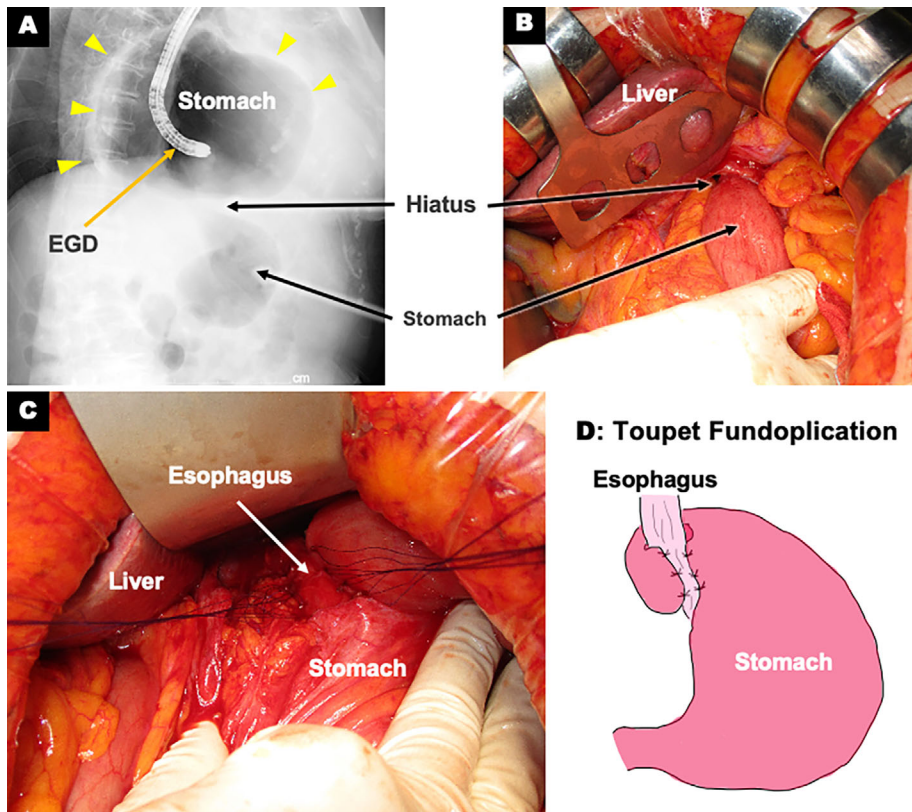 A
Stomach
EGD
cm
B
Liver
Hiatus
Stomach
C
Esophagus
Liver
Stomach
D: Toupet Fundoplication
Esophagus
Stomach